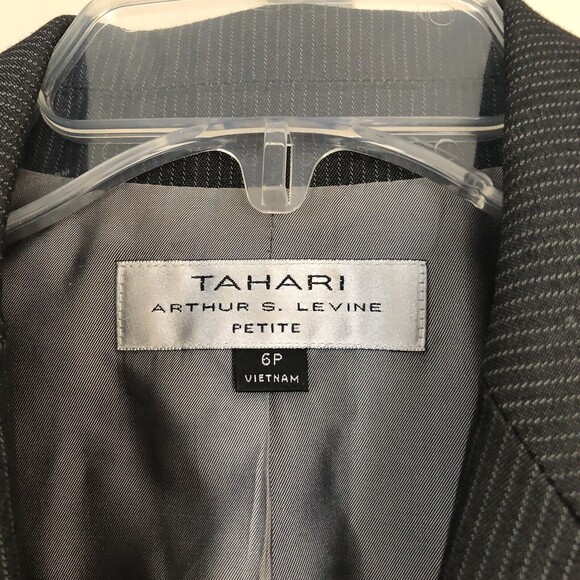 TAHARI
ARTHUR S. LEVINE
PETITE
6P
VIETNAM